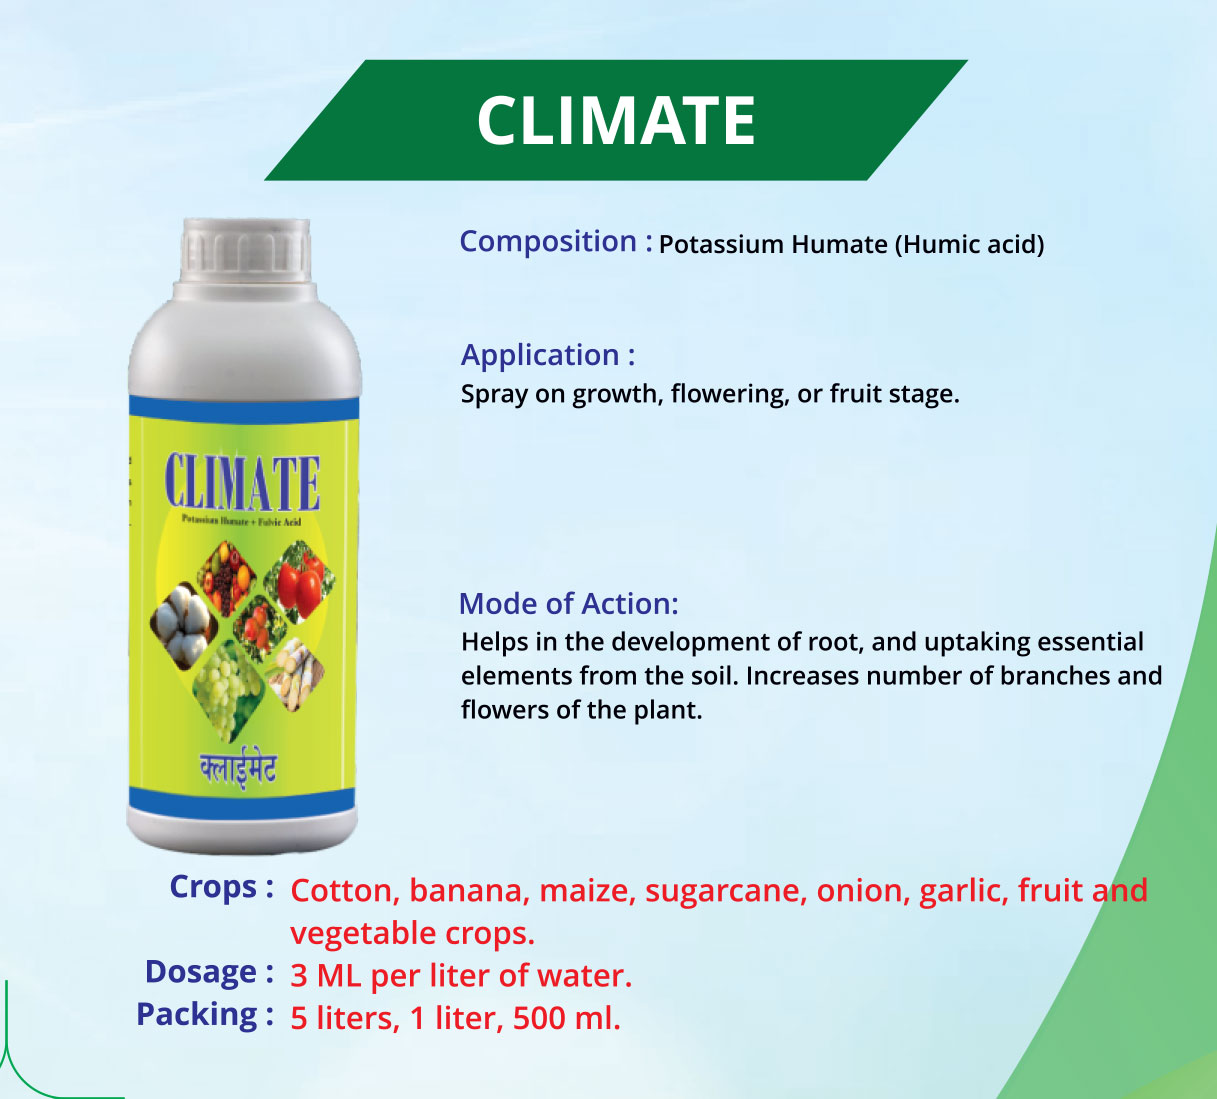 CLIMATE
Composition : Potassium Humate (Humic acid)
Application :
Spray on growth, flowering, or fruit stage.
CLIMATE
Potassium Humate + Fulvic Acid
क्लाईमेट
Mode of Action:
Helps in the development of root, and uptaking essential
elements from the soil. Increases number of branches and
flowers of the plant.
Crops : Cotton, banana, maize, sugarcane, onion, garlic, fruit and
vegetable crops.
Dosage : 3 ML per liter of water.
Packing : 5 liters, 1 liter, 500 ml.